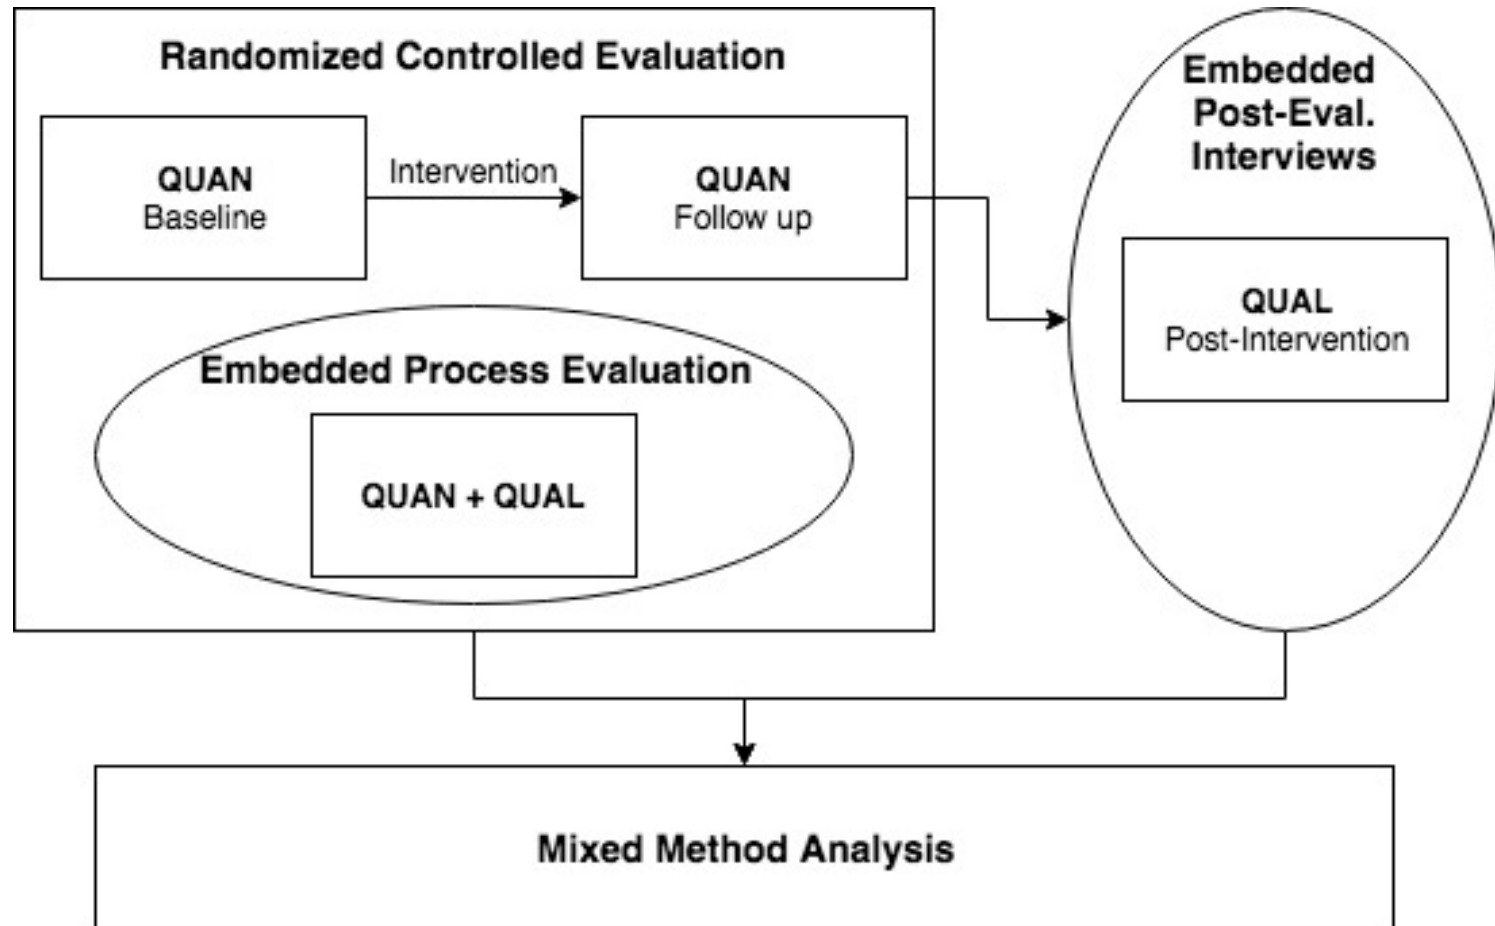 Randomized Controlled Evaluation
QUAN
Baseline
Intervention
QUAN
Follow up
Embedded Process Evaluation
QUAN + QUAL
Embedded
Post-Eval.
Interviews
QUAL
Post-Intervention
Mixed Method Analysis